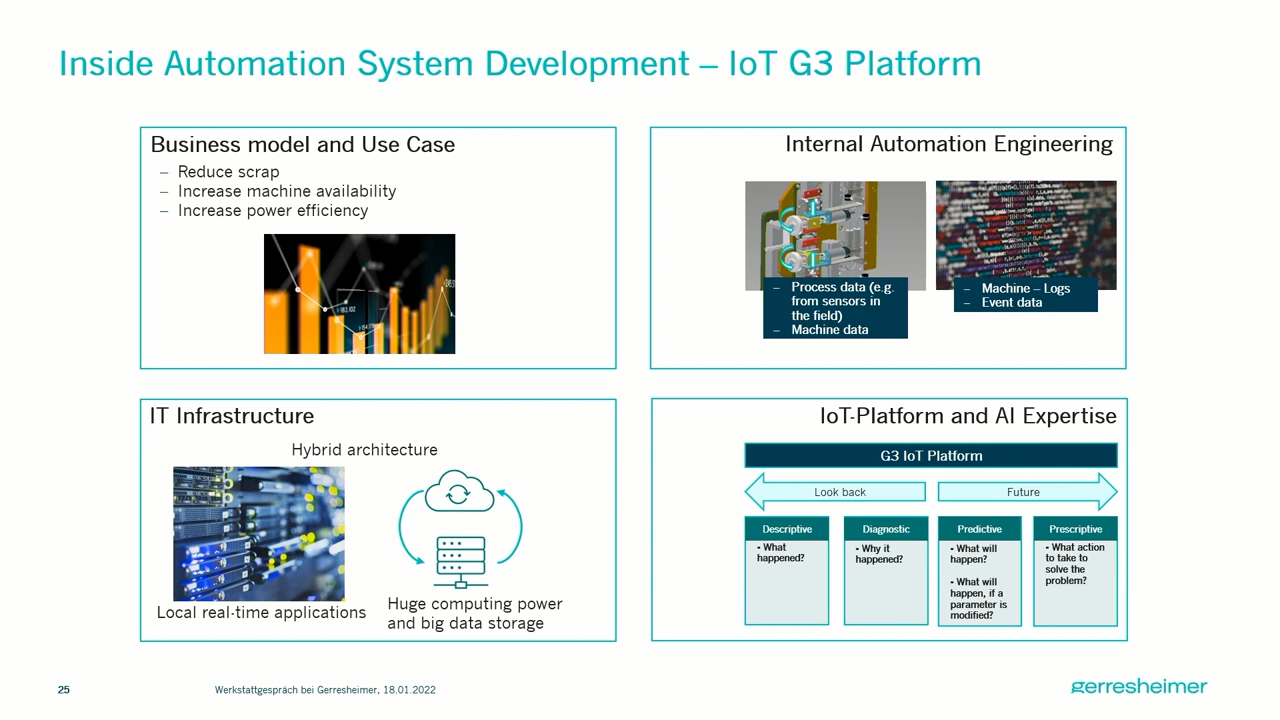 Inside Automation System Development – IoT G3 Platform
Business model and Use Case
– Reduce scrap
– Increase machine availability
– Increase power efficiency
Internal Automation Engineering
– Process data (e.g.
from sensors in
the field)
– Machine data
– Machine – Logs
– Event data
IT Infrastructure
Hybrid architecture
Local real-time applications
Huge computing power
and big data storage
IoT-Platform and AI Expertise
G3 IoT Platform
Look back
Future
Descriptive
▪ What
happened?
Diagnostic
▪ Why it
happened?
Predictive
▪ What will
happen?
▪ What will
happen, if a
parameter is
modified?
Prescriptive
▪ What action
to take to
solve the
problem?
25
Werkstattgespräch bei Gerresheimer, 18.01.2022
gerresheimer